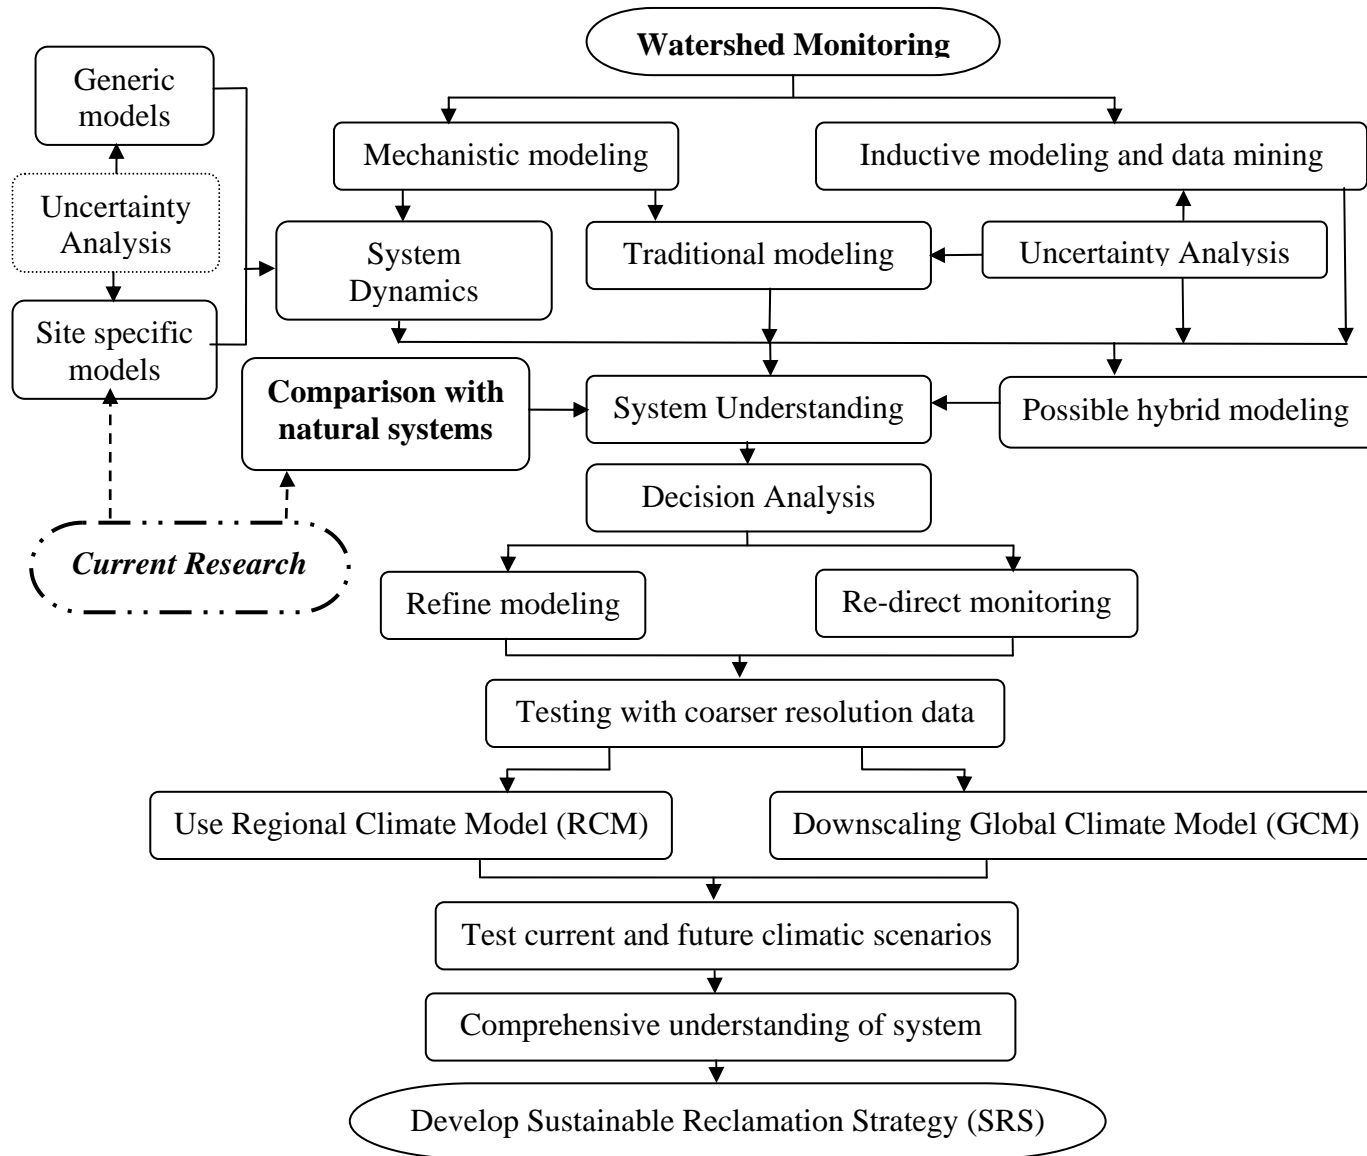 Watershed Monitoring
Generic
models
Mechanistic modeling
Inductive modeling and data mining
Uncertainty
Analysis
System
Dynamics
Traditional modeling
Uncertainty Analysis
Site specific
models
Comparison with
natural systems
System Understanding
Possible hybrid modeling
Decision Analysis
Current Research
Refine modeling
Re-direct monitoring
Testing with coarser resolution data
Use Regional Climate Model (RCM)
Downscaling Global Climate Model (GCM)
Test current and future climatic scenarios
Comprehensive understanding of system
Develop Sustainable Reclamation Strategy (SRS)